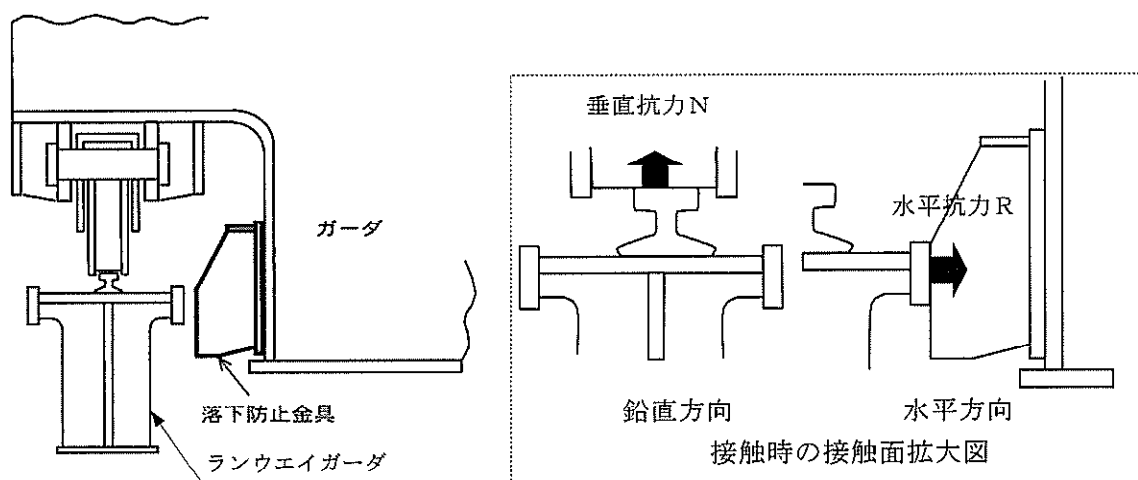 垂直抗力N
水平抗力R
ガーダ
落下防止金具
ランウエイガーダ
鉛直方向
水平方向
接触時の接触面拡大図